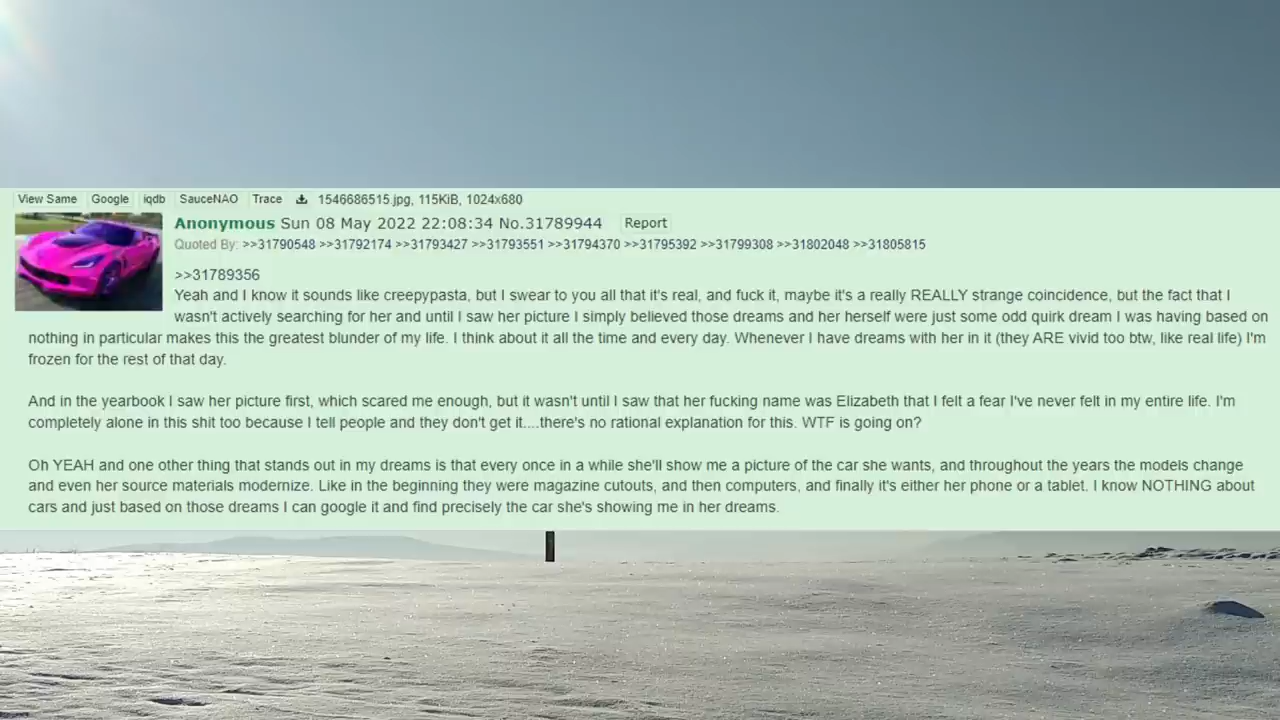 View Same Google iqdb SauceNAO Trace 1546686515.jpg, 115KiB, 1024x680
Anonymous Sun 08 May 2022 22:08:34 No.31789944 Report
Quoted By: >>31790548 >>31792174 >>31793427 >>31793551 >>31794370 >>31795392 >>31799308 >>31802048 >>31805815
>>31789356
Yeah and I know it sounds like creepypasta, but I swear to you all that it's real, and fuck it, maybe it's a really REALLY strange coincidence, but the fact that I
wasn't actively searching for her and until I saw her picture I simply believed those dreams and her herself were just some odd quirk dream I was having based on
nothing in particular makes this the greatest blunder of my life. I think about it all the time and every day. Whenever I have dreams with her in it (they ARE vivid too btw, like real life) I'm
frozen for the rest of that day.
And in the yearbook I saw her picture first, which scared me enough, but it wasn't until I saw that her fucking name was Elizabeth that I felt a fear I've never felt in my entire life. I'm
completely alone in this shit too because I tell people and they don't get it....there's no rational explanation for this. WTF is going on?
Oh YEAH and one other thing that stands out in my dreams is that every once in a while she'll show me a picture of the car she wants, and throughout the years the models change
and even her source materials modernize. Like in the beginning they were magazine cutouts, and then computers, and finally it's either her phone or a tablet. I know NOTHING about
cars and just based on those dreams I can google it and find precisely the car she's showing me in her dreams.